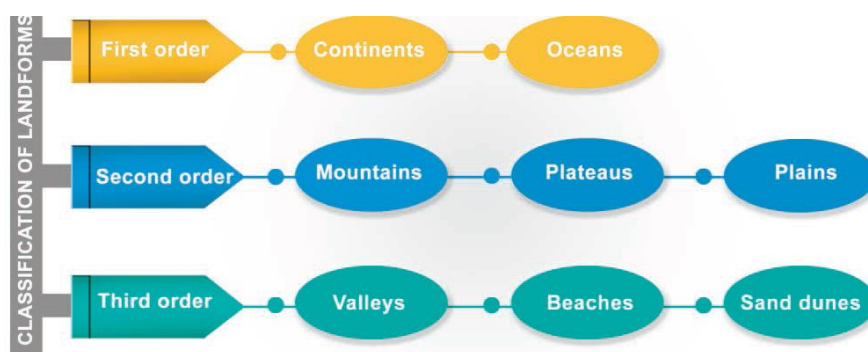 CLASSIFICATION OF LANDFORMS
First order
Continents
Oceans
Second order
Mountains
Plateaus
Plains
Third order
Valleys
Beaches
Sand dunes